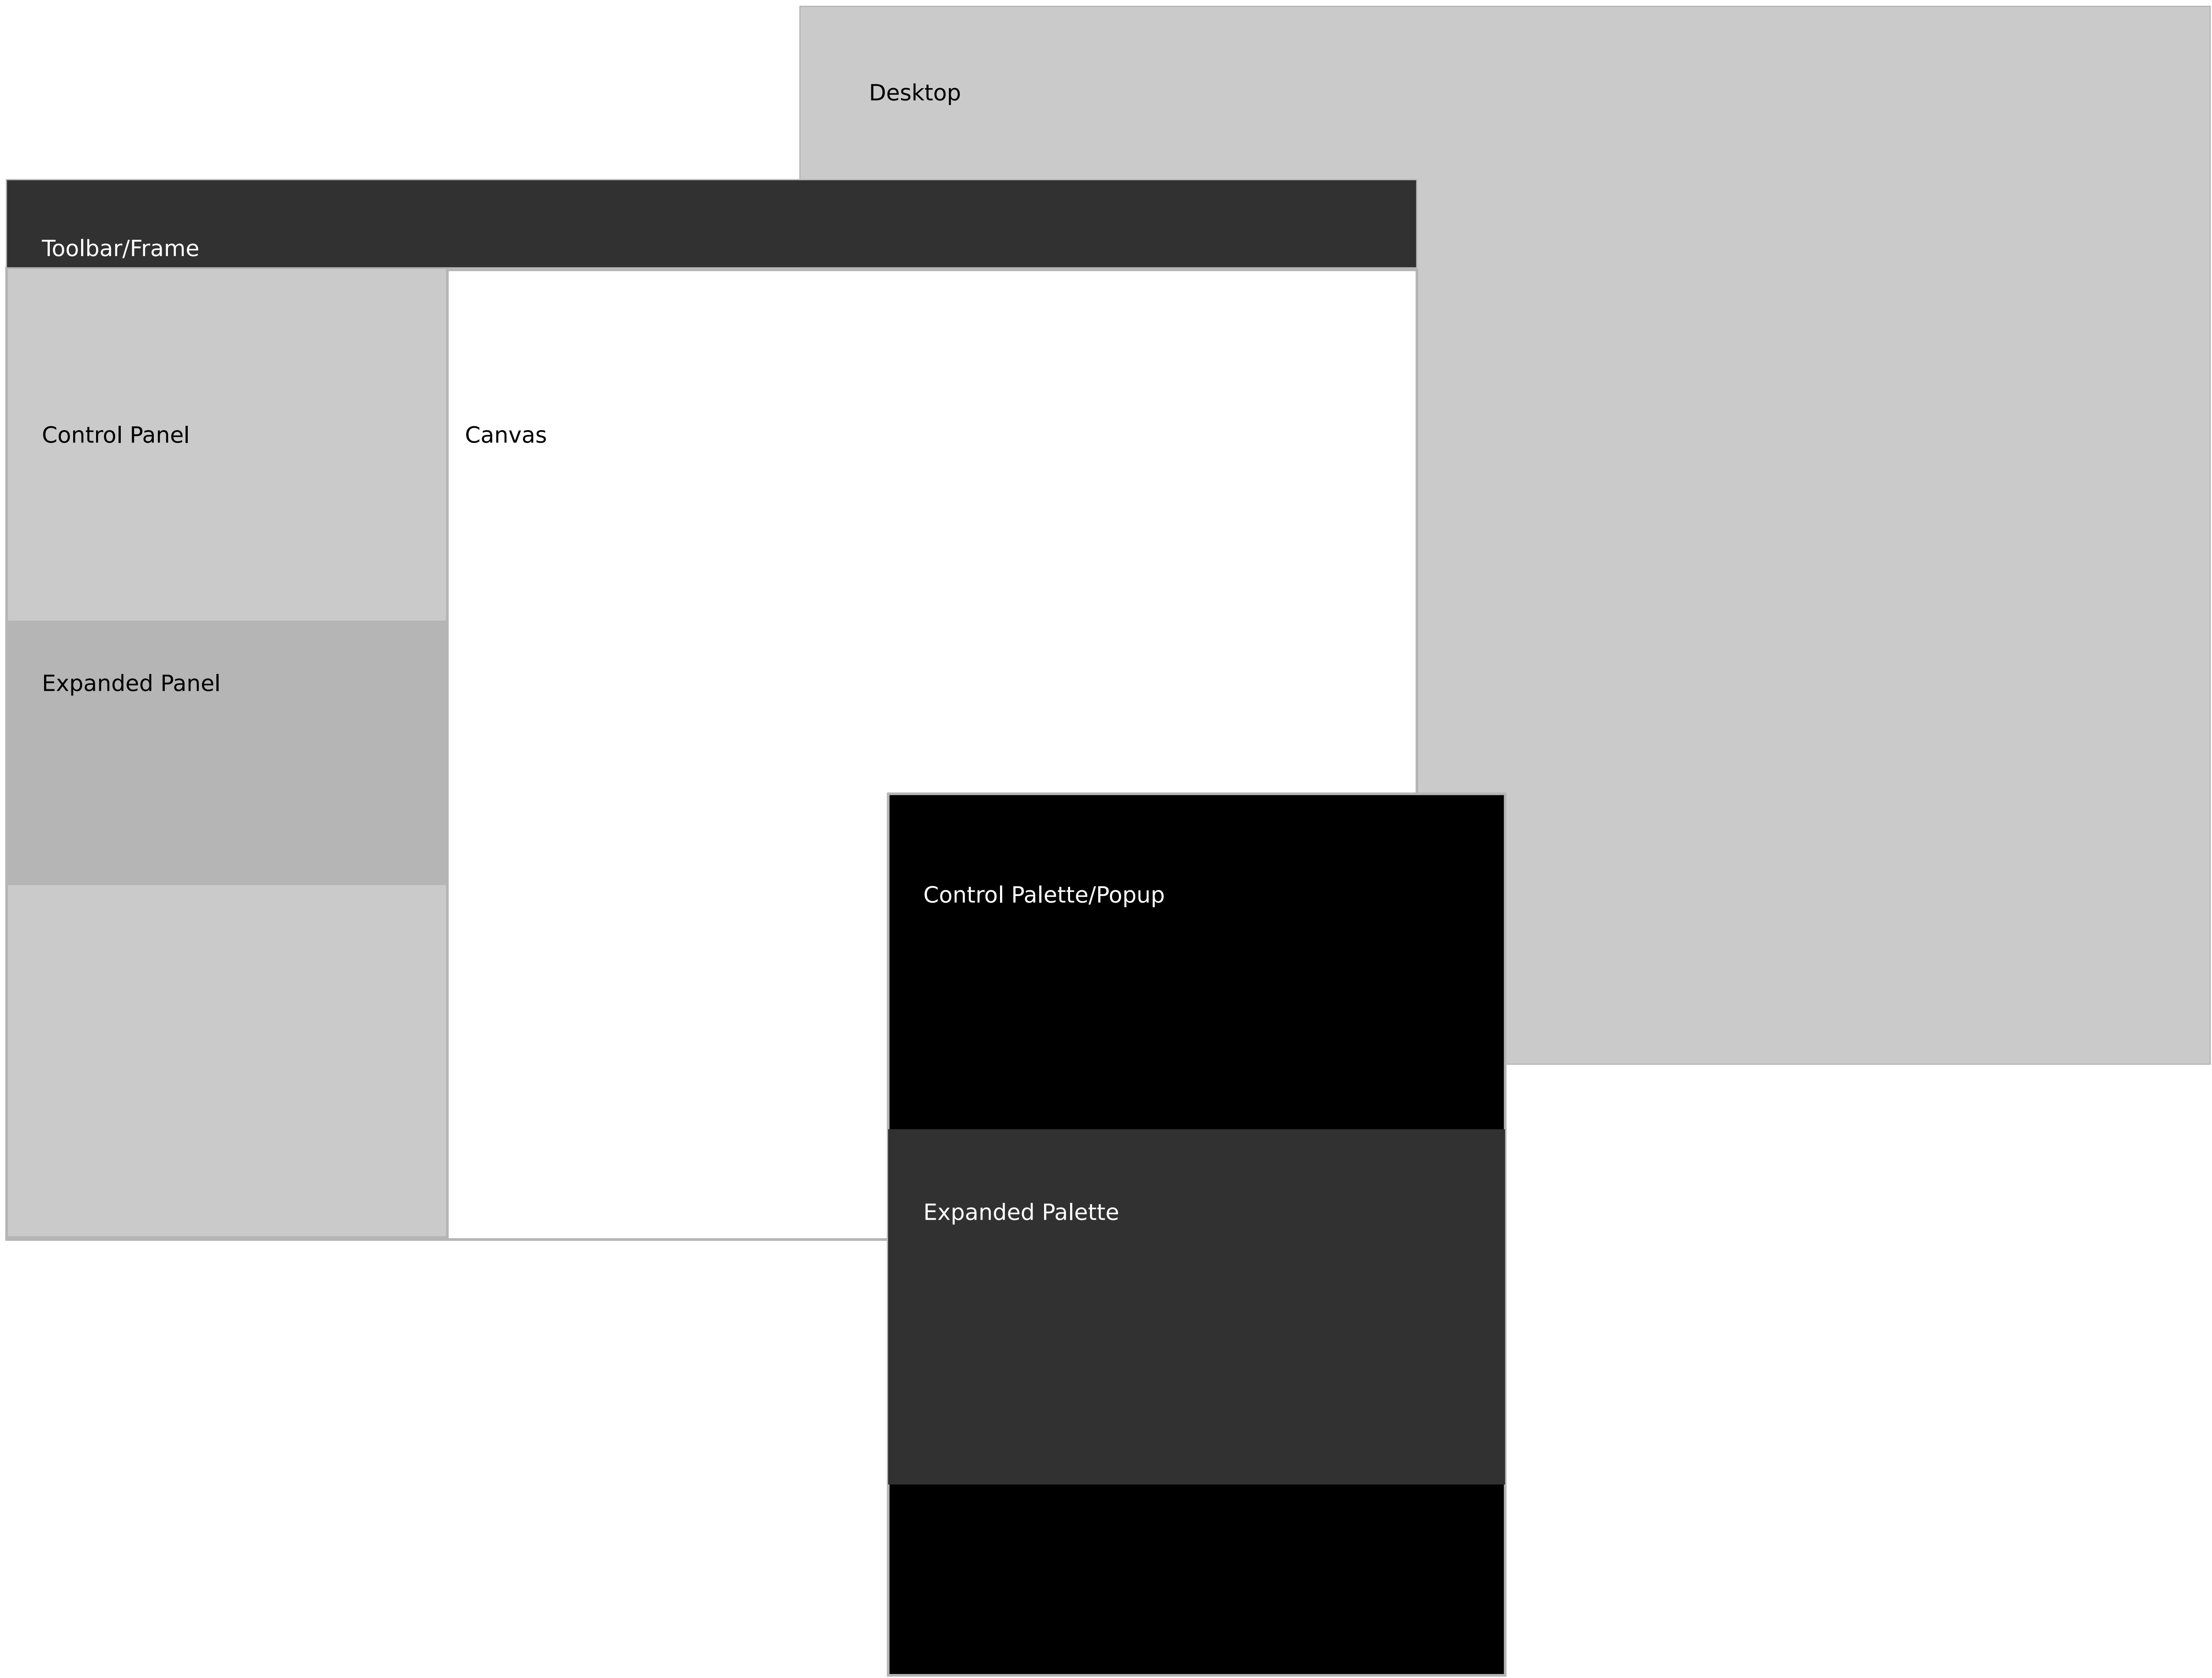 Desktop
Toolbar/Frame
Control Panel
Canvas
Expanded Panel
Control Palette/Popup
Expanded Palette